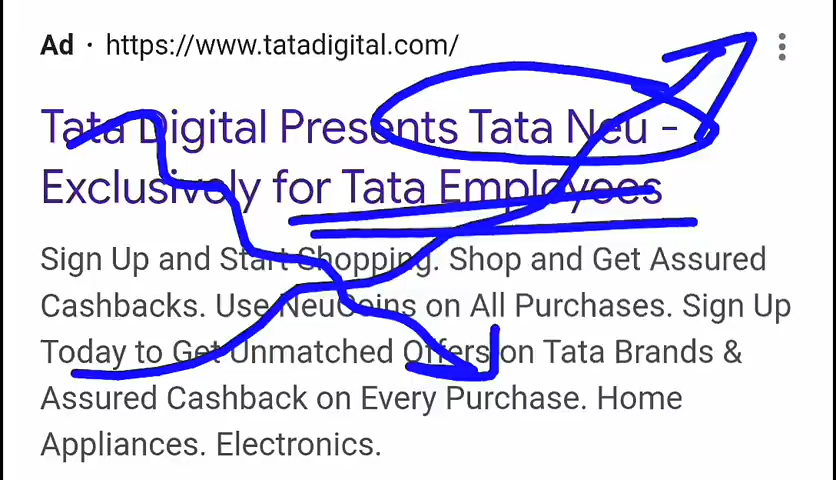 Ad · https://www.tatadigital.com/
Tata Digital Presents Tata Neu -
Exclusively for Tata Employees
Sign Up and Start Shopping. Shop and Get Assured
Cashbacks. Use NeuCoins on All Purchases. Sign Up
Today to Get Unmatched Offers on Tata Brands &
Assured Cashback on Every Purchase. Home
Appliances. Electronics.